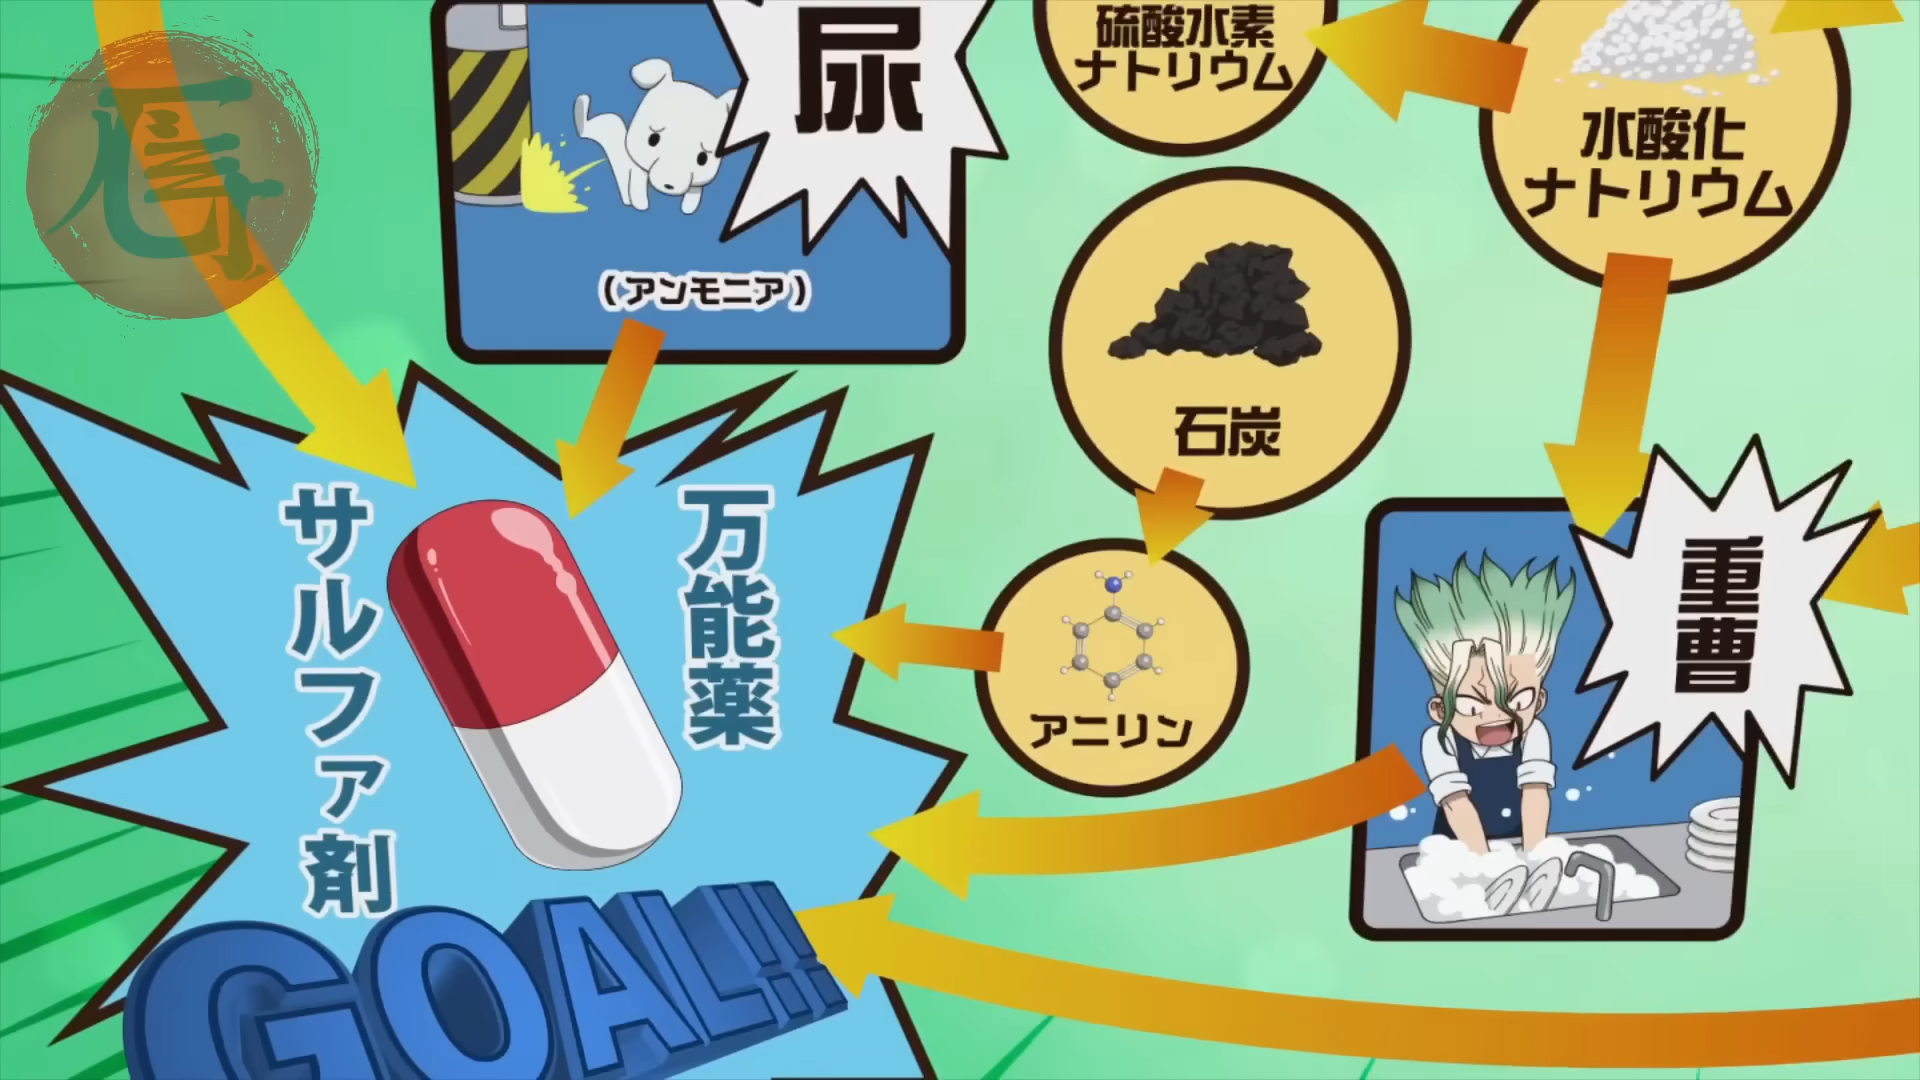 尿
(アンモニア)
硫酸水素
ナトリウム
水酸化
ナトリウム
石炭
アニリン
重曹
万能薬
サルファ剤
GOAL!!